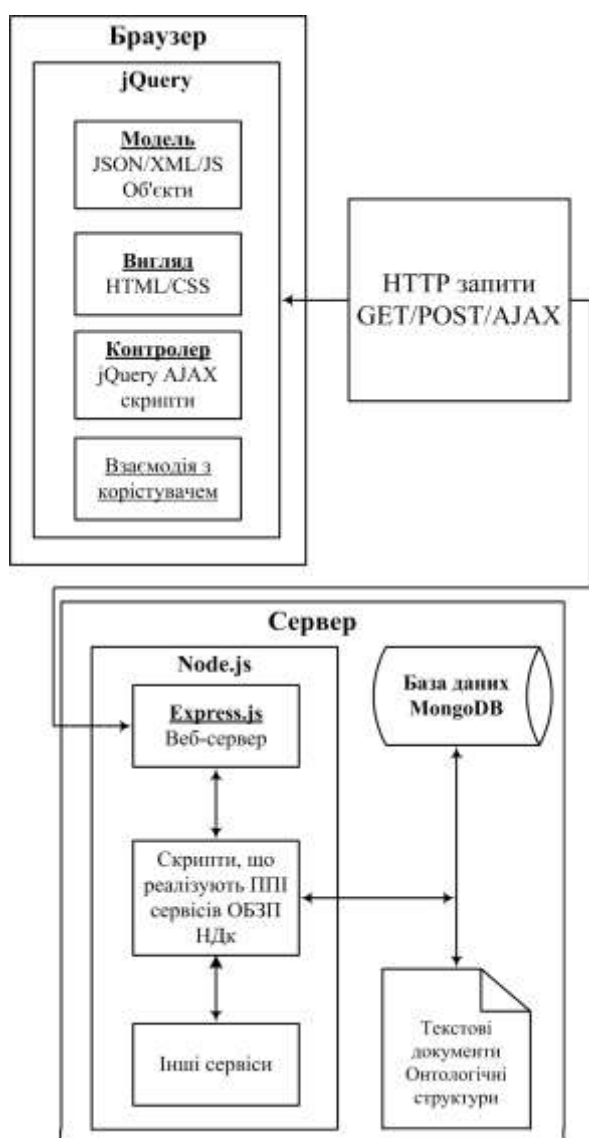 Браузер
jQuery
Модель
JSON/XML/JS
Об'єкти
Вигляд
HTML/CSS
Контролер
jQuery AJAX
скрипти
Взаємодія з
корістувачем
HTTP запити
GET/POST/AJAX
Сервер
Node.js
Express.js
Веб-сервер
База даних
MongoDB
Скрипти, що
реалізують ППІ
сервісів ОБЗП
НДк
Інші сервіси
Текстові
документи
Онтологічні
структури